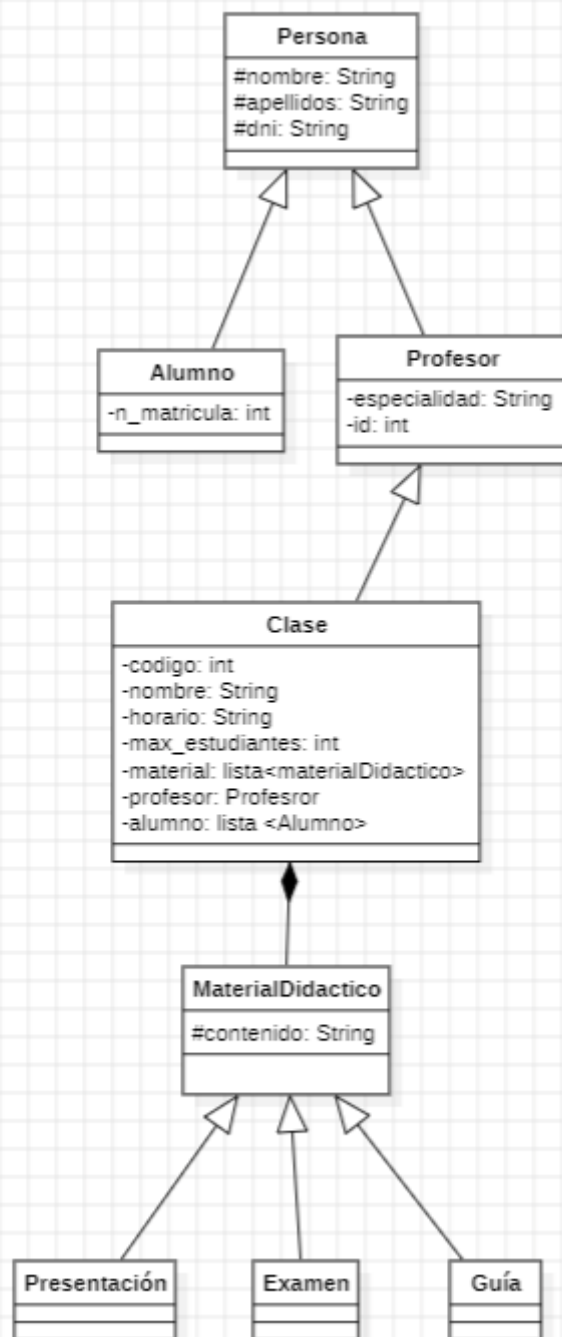 Persona
#nombre: String
#apellidos: String
#dni: String
Alumno
-n_matricula: int
Profesor
-especialidad: String
-id: int
Clase
-codigo: int
-nombre: String
-horario: String
-max_estudiantes: int
-material: lista<materialDidactico>
-profesor: Profesror
-alumno: lista <Alumno>
MaterialDidactico
#contenido: String
Presentación
Examen
Guía